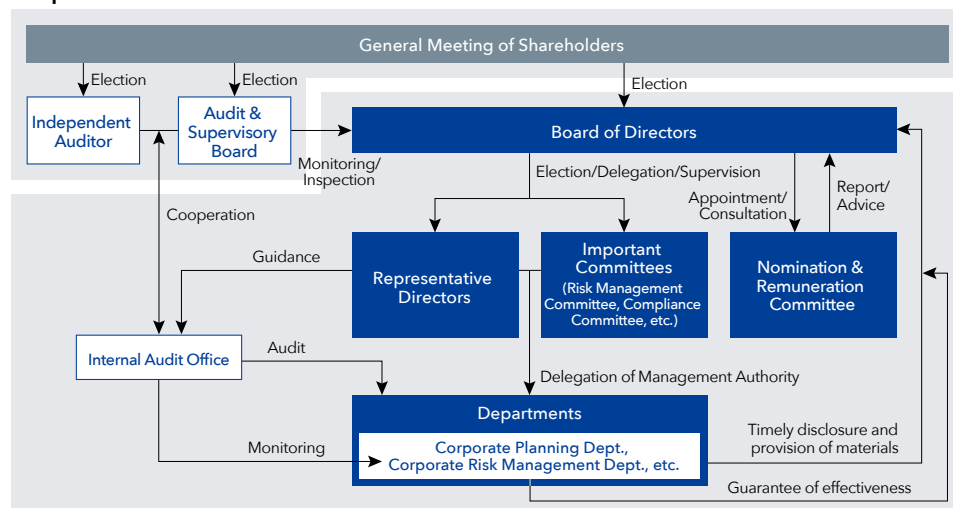 General Meeting of Shareholders
Election
Election
Election
Independent
Auditor
Audit &
Supervisory
Board
Board of Directors
Monitoring/
Inspection
Election/Delegation/Supervision
Appointment/
Consultation
Report/
Advice
Cooperation
Guidance
Representative
Directors
Important
Committees
(Risk Management
Committee, Compliance
Committee, etc.)
Nomination &
Remuneration
Committee
Internal Audit Office
Audit
Delegation of Management Authority
Departments
Monitoring
Corporate Planning Dept.,
Corporate Risk Management Dept., etc.
Timely disclosure and
provision of materials
Guarantee of effectiveness